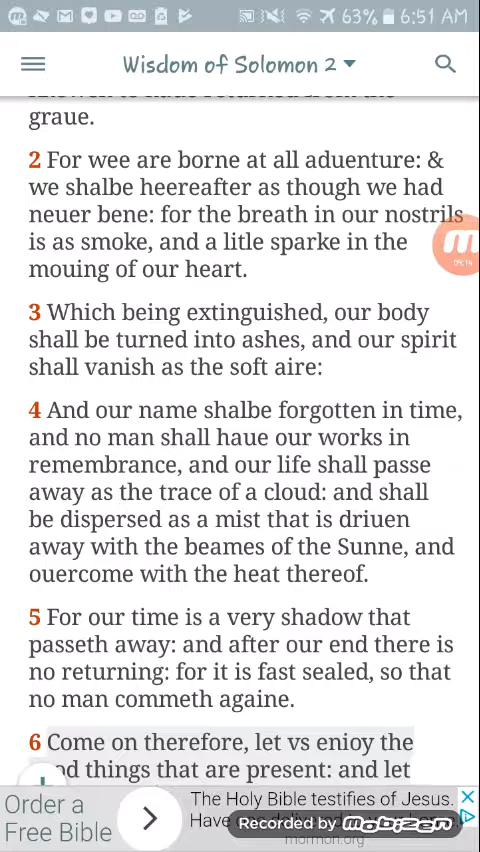 63% 6:51 AM
Wisdom of Solomon 2
graue.
2 For wee are borne at all aduenture: &
we shalbe heereafter as though we had
neuer bene: for the breath in our nostrils
is as smoke, and a litle sparke in the
mouing of our heart.
3 Which being extinguished, our body
shall be turned into ashes, and our spirit
shall vanish as the soft aire:
4 And our name shalbe forgotten in time,
and no man shall haue our works in
remembrance, and our life shall passe
away as the trace of a cloud: and shall
be dispersed as a mist that is driuen
away with the beames of the Sunne, and
ouercome with the heat thereof.
5 For our time is a very shadow that
passeth away: and after our end there is
no returning: for it is fast sealed, so that
no man commeth againe.
6 Come on therefore, let vs enjoy the
things that are present: and let
Order a
Free Bible
The Holy Bible testifies of Jesus.
Have
Recorded by mobizen
mormon.org
09:14